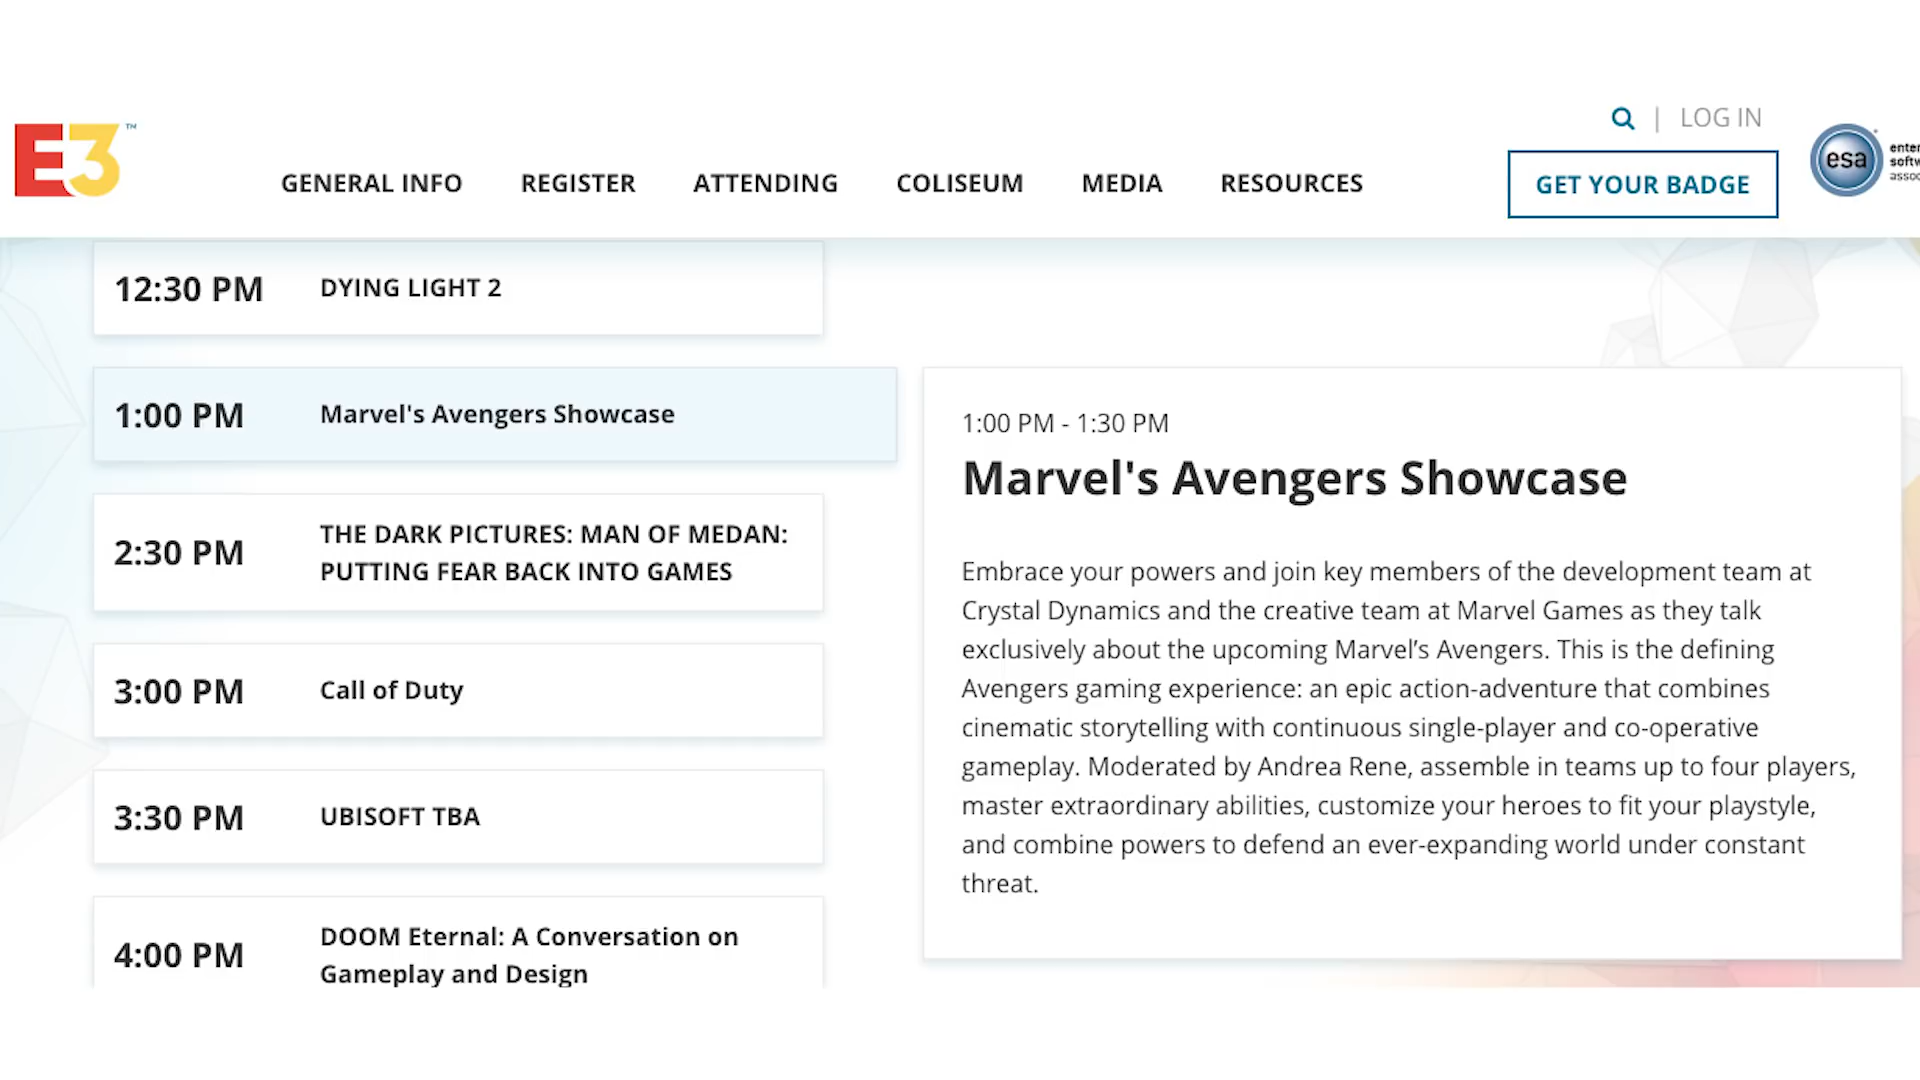 E3™
GENERAL INFO
REGISTER
ATTENDING
COLISEUM
MEDIA
RESOURCES
| LOG IN
GET YOUR BADGE
esa
12:30 PM DYING LIGHT 2
1:00 PM Marvel's Avengers Showcase
2:30 PM THE DARK PICTURES: MAN OF MEDAN:
PUTTING FEAR BACK INTO GAMES
3:00 PM Call of Duty
3:30 PM UBISOFT TBA
4:00 PM DOOM Eternal: A Conversation on
Gameplay and Design
1:00 PM - 1:30 PM
Marvel's Avengers Showcase
Embrace your powers and join key members of the development team at
Crystal Dynamics and the creative team at Marvel Games as they talk
exclusively about the upcoming Marvel’s Avengers. This is the defining
Avengers gaming experience: an epic action-adventure that combines
cinematic storytelling with continuous single-player and co-operative
gameplay. Moderated by Andrea Rene, assemble in teams up to four players,
master extraordinary abilities, customize your heroes to fit your playstyle,
and combine powers to defend an ever-expanding world under constant
threat.